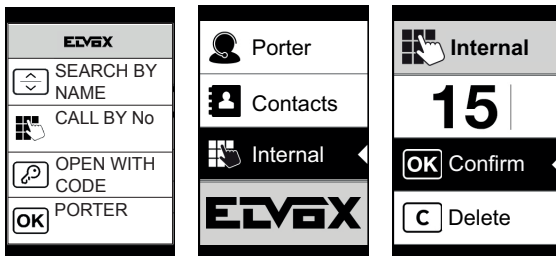 ELVOX
SEARCH BY
NAME
CALL BY No
OPEN WITH
CODE
OK PORTER
Porter
Contacts
Internal
ELVOX
Internal
15
OK Confirm
C Delete